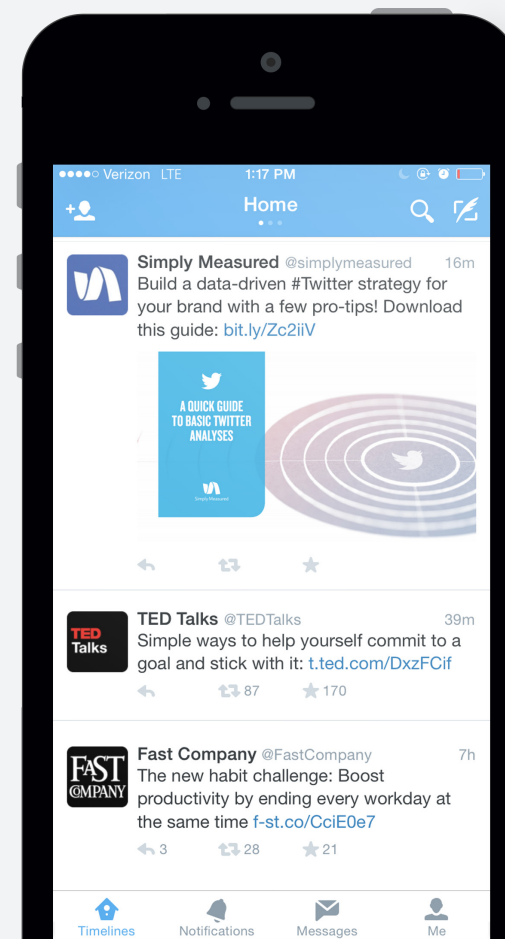 Verizon LTE 1:17 PM
Home
Simply Measured @simplymeasured 16m
Build a data-driven #Twitter strategy for
your brand with a few pro-tips! Download
this guide: bit.ly/Zc2iiV
A QUICK GUIDE
TO BASIC TWITTER
ANALYSES
Simply Measured
TED Talks @TEDTalks 39m
TED
Talks
Simple ways to help yourself commit to a
goal and stick with it: t.ted.com/DxzFCif
87 170
Fast Company @FastCompany 7h
FAST
COMPANY
The new habit challenge: Boost
productivity by ending every workday at
the same time f-st.co/CciE0e7
3 28 21
Timelines Notifications Messages Me